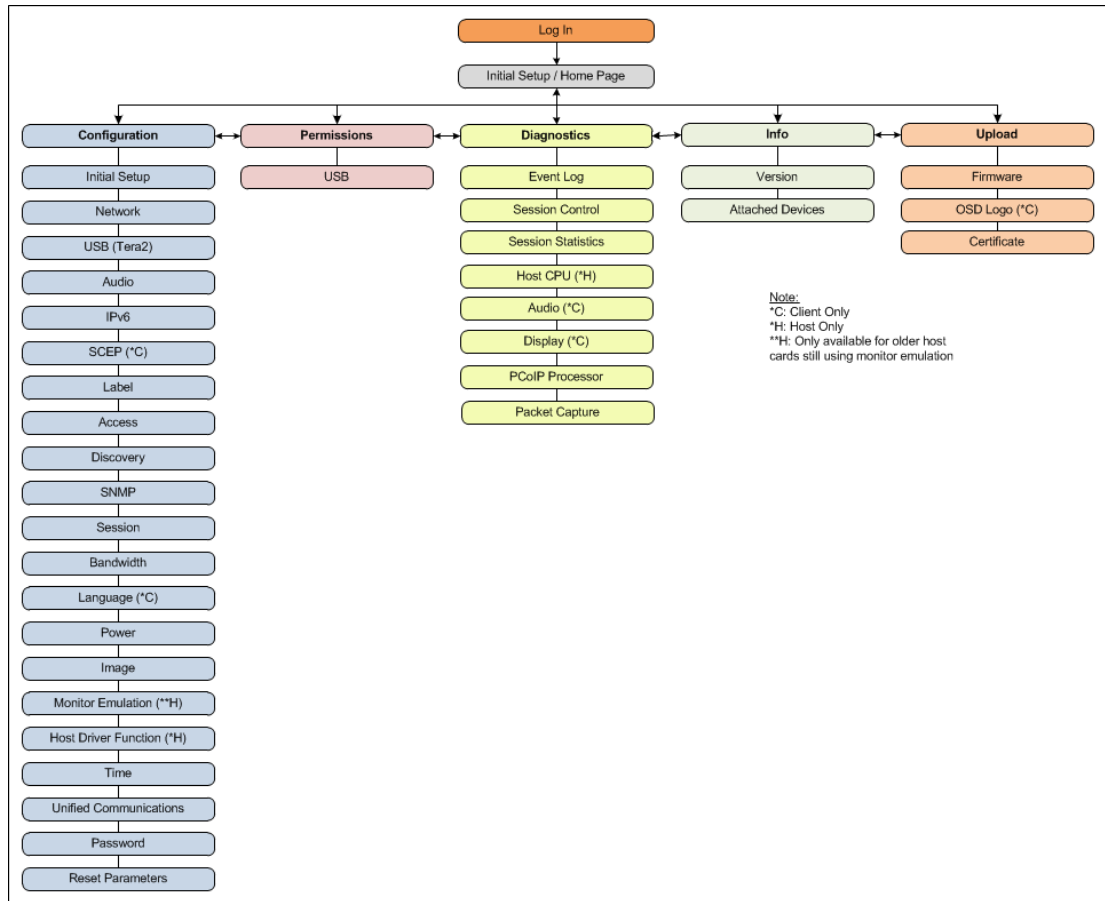 Log In
Initial Setup / Home Page
Configuration
Permissions
Diagnostics
Info
Upload
Initial Setup
Network
USB (Tera2)
Audio
IPv6
SCEP (*C)
Label
Access
Discovery
SNMP
Session
Bandwidth
Language (*C)
Power
Image
Monitor Emulation (**H)
Host Driver Function (*H)
Time
Unified Communications
Password
Reset Parameters
USB
Event Log
Session Control
Session Statistics
Host CPU (*H)
Audio (*C)
Display (*C)
PCoIP Processor
Packet Capture
Version
Attached Devices
Firmware
OSD Logo (*C)
Certificate
Note:
*C: Client Only
*H: Host Only
**H: Only available for older host
cards still using monitor emulation